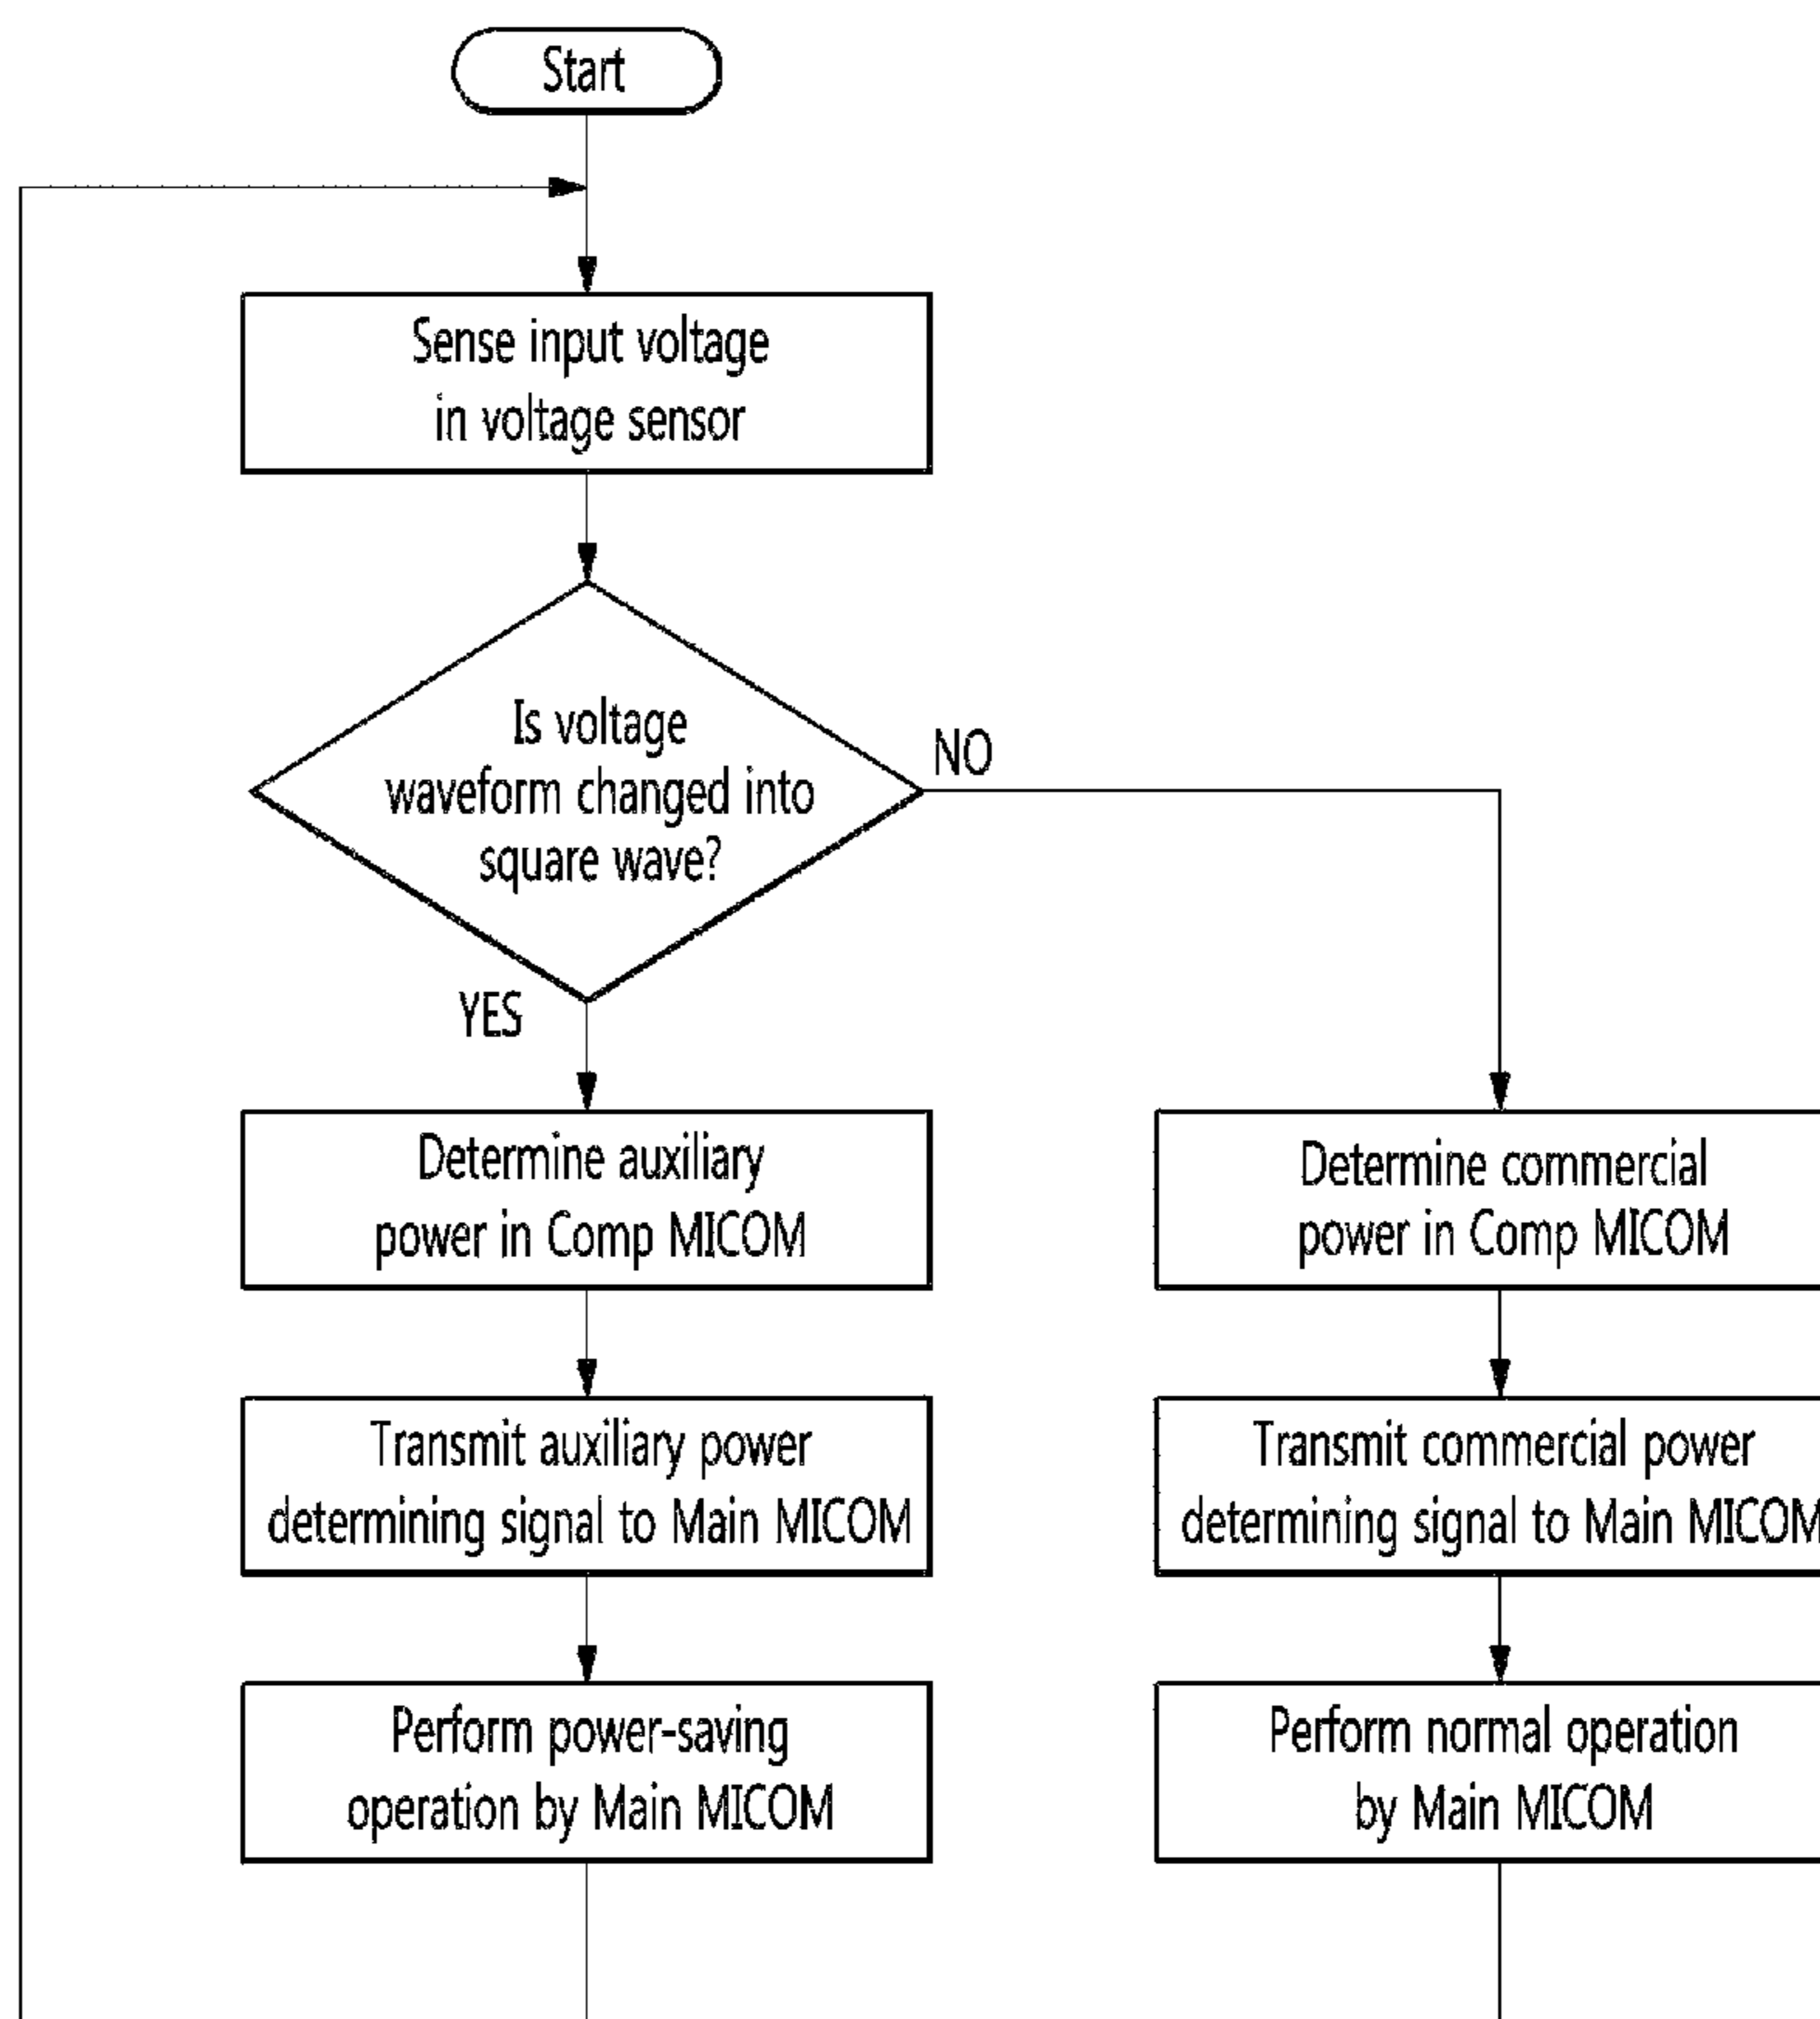 Start
Sense input voltage
in voltage sensor
Is voltage
waveform changed into
square wave?
NO
YES
Determine auxiliary
power in Comp MICOM
Determine commercial
power in Comp MICOM
Transmit auxiliary power
determining signal to Main MICOM
Transmit commercial power
determining signal to Main MICOM
Perform power-saving
operation by Main MICOM
Perform normal operation
by Main MICOM